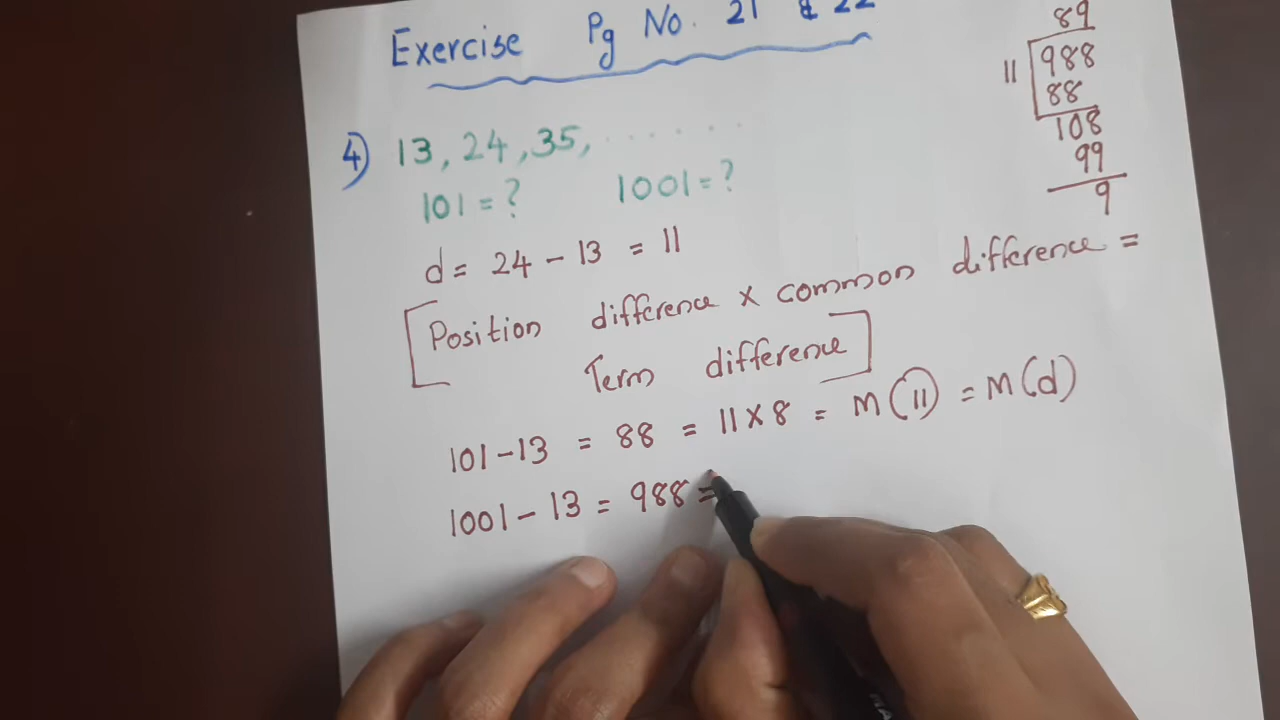 Exercise Pg No. 21 & 22
4) 13, 24, 35, .......
101 = ? 1001 = ?
d = 24 - 13 = 11
[Position difference x common difference =
Term difference]
101 - 13 = 88 = 11 x 8 = M(11) = M(d)
1001 - 13 = 988 =
89
11 988
88
108
99
9